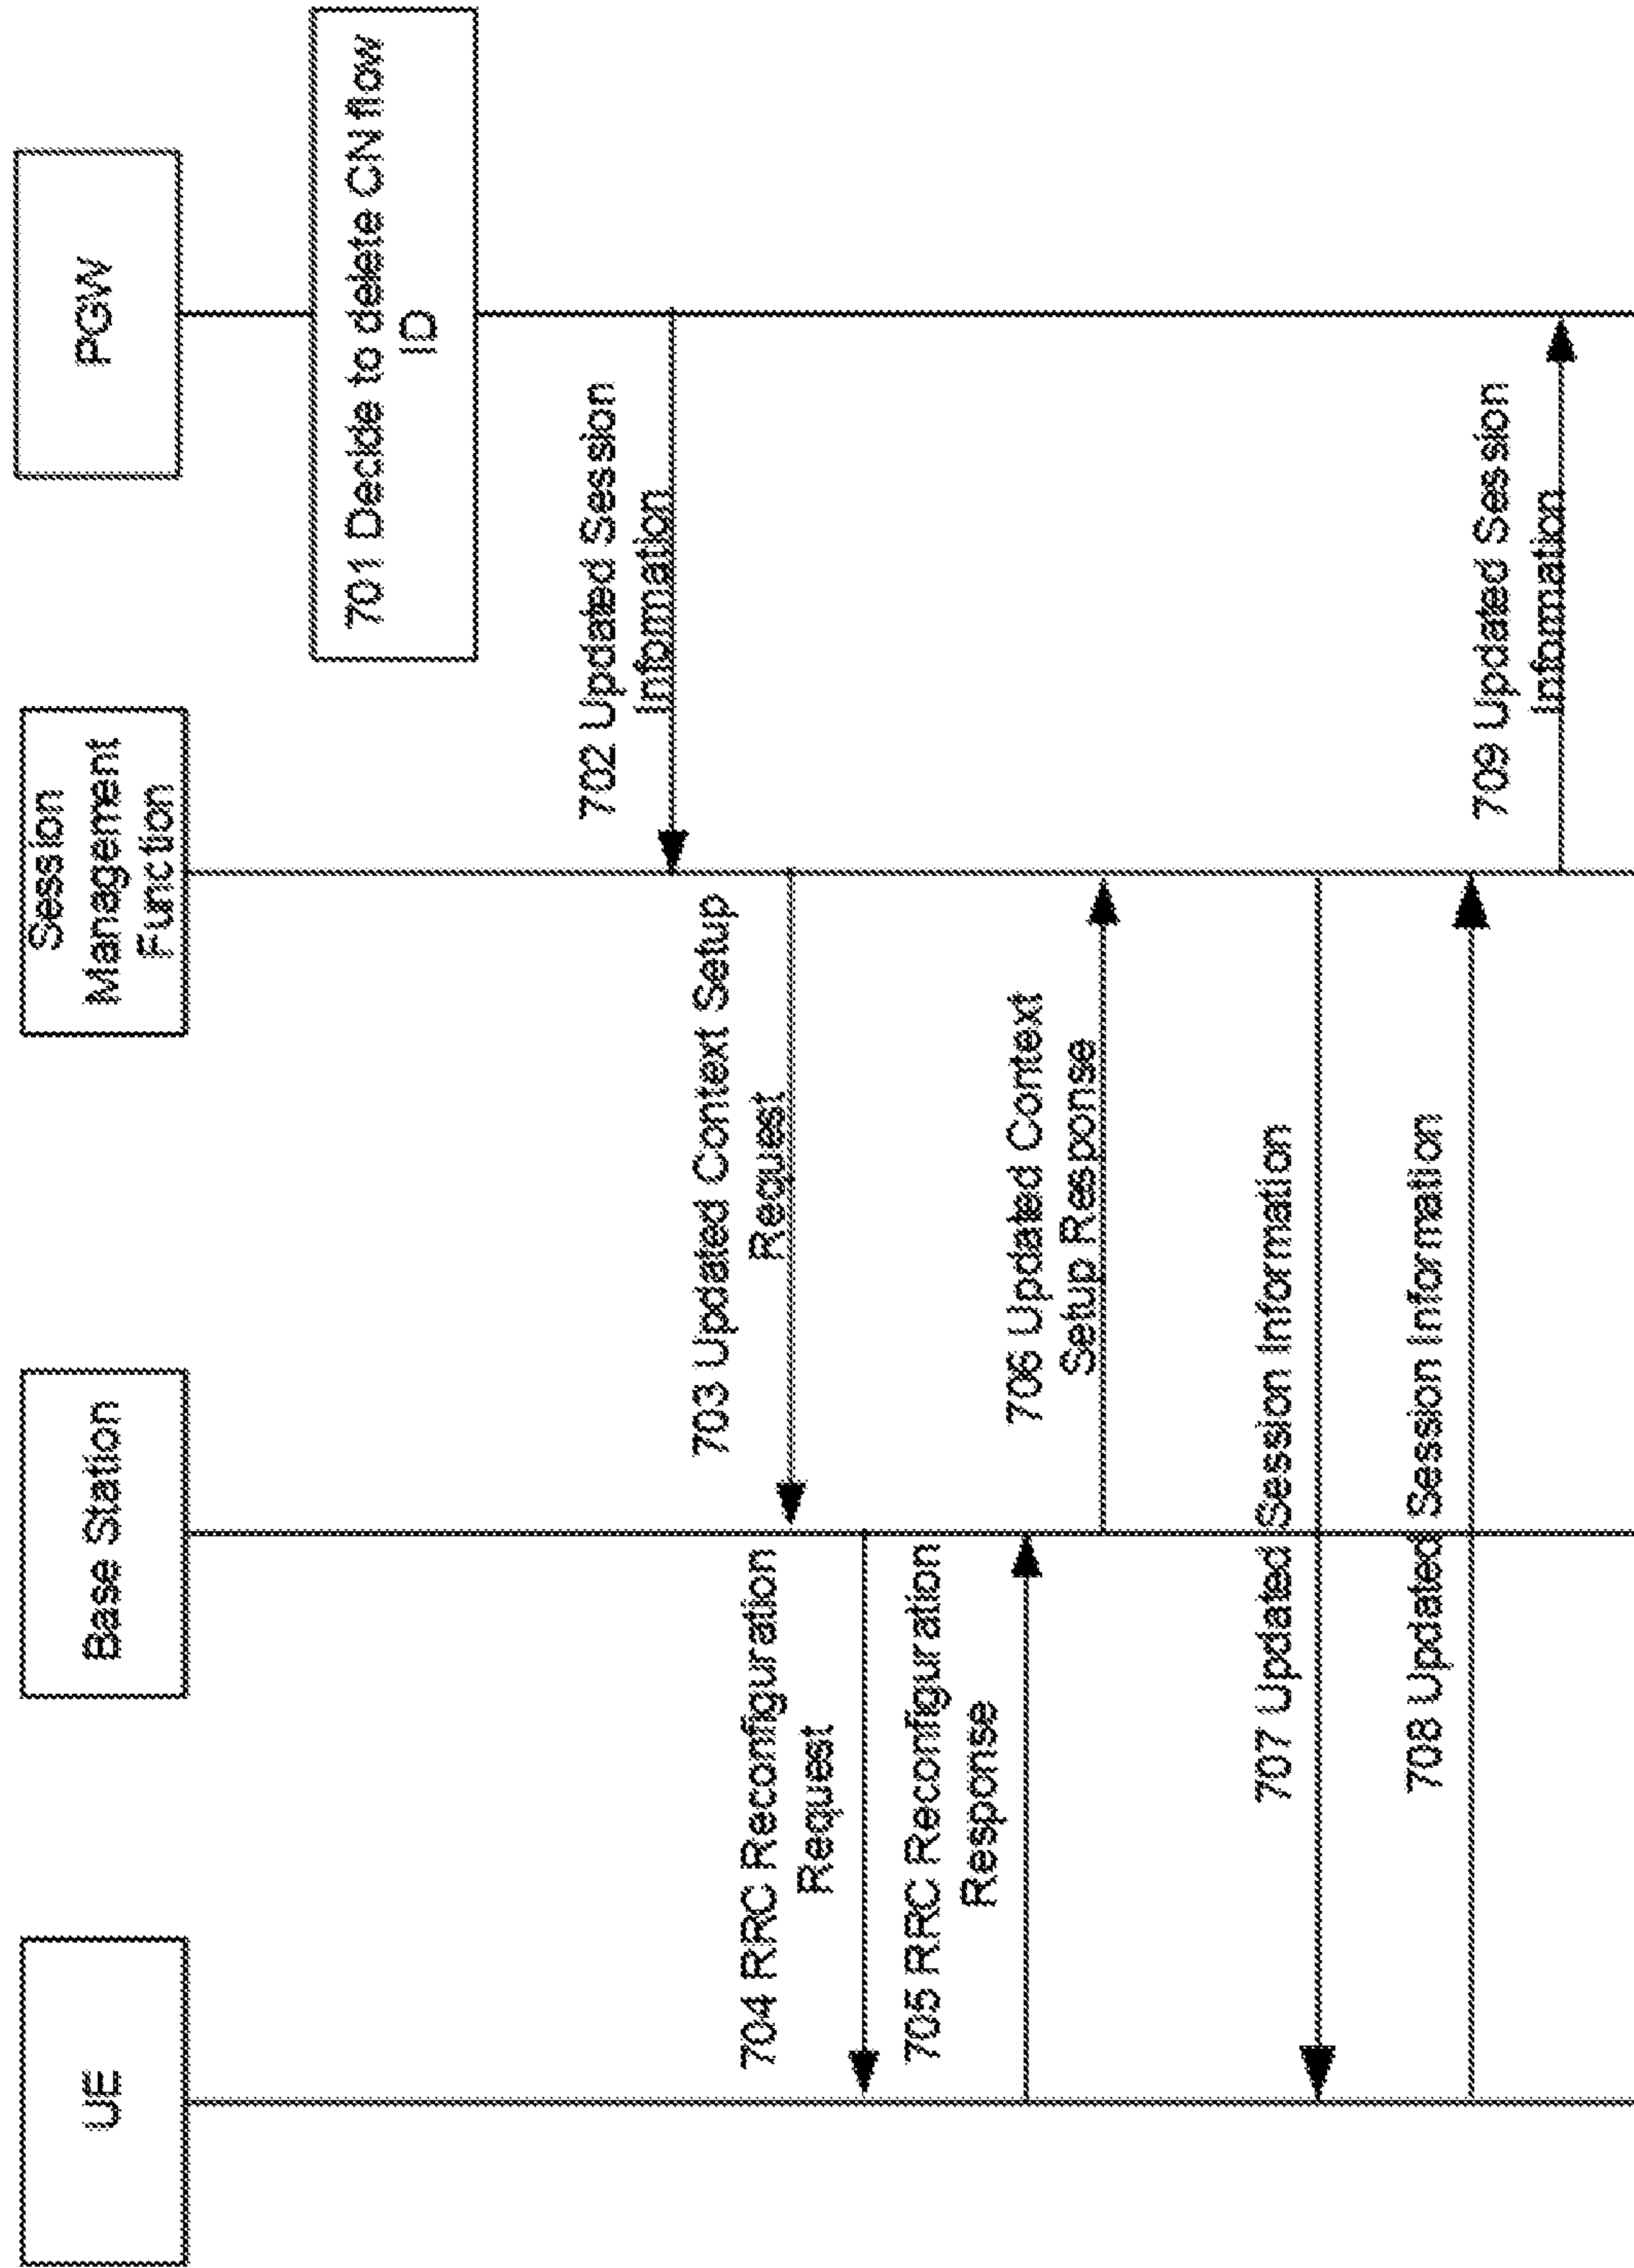 UE
Base Station
Session
Management
Function
PGW
701 Decide to delete CN flow
ID
702 Updated Session
Information
703 Updated Context Setup
Request
704 RRC Reconfiguration
Request
705 RRC Reconfiguration
Response
706 Updated Context
Setup Response
707 Updated Session Information
708 Updated Session Information
709 Updated Session
Information